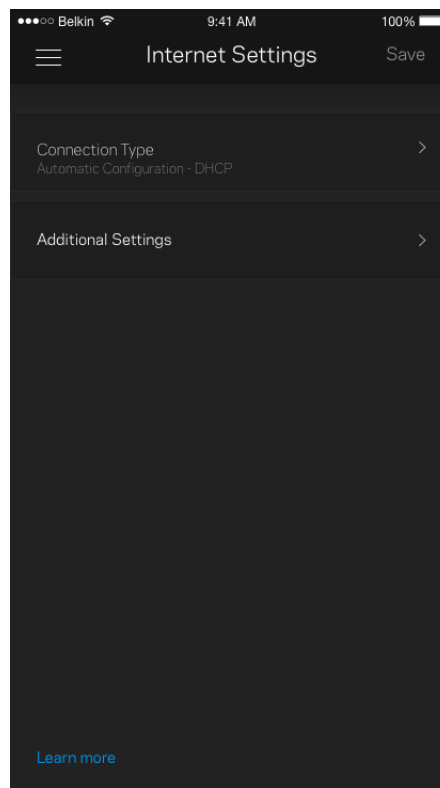 Belkin 9:41 AM 100%
Internet Settings Save
Connection Type
Automatic Configuration - DHCP
Additional Settings
Learn more